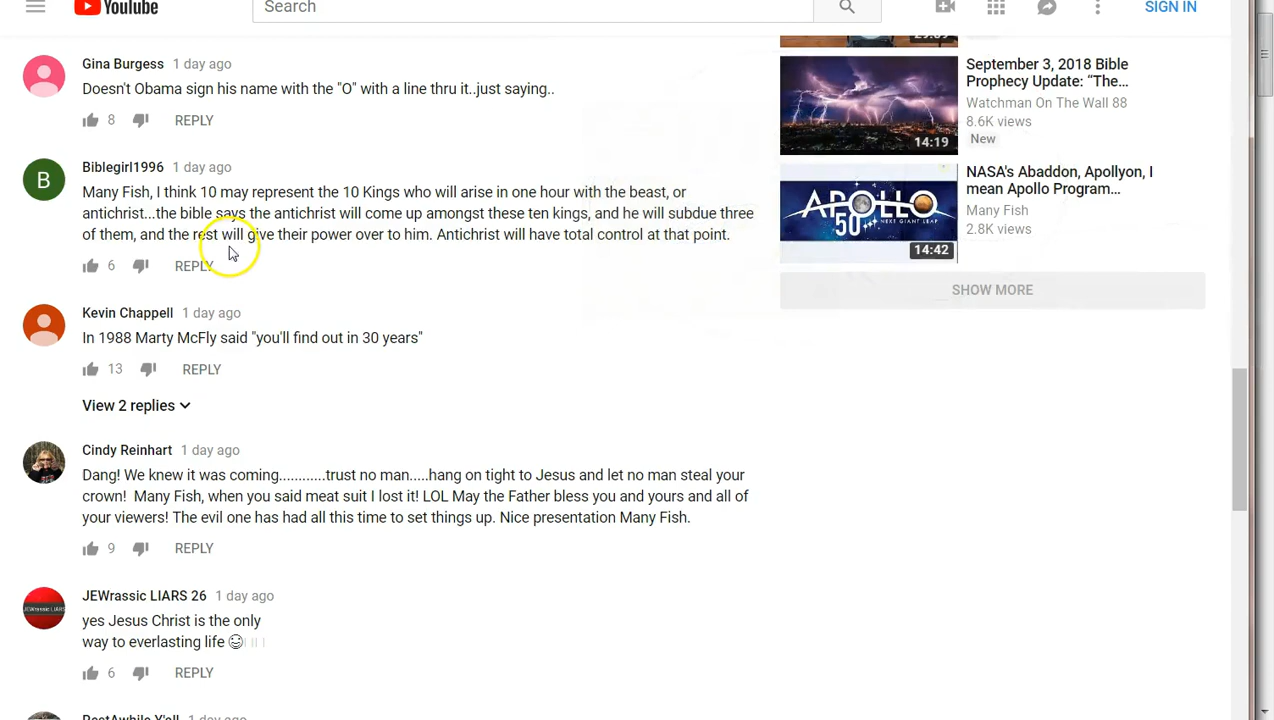 YouTube
Search
SIGN IN
Gina Burgess 1 day ago
Doesn't Obama sign his name with the "O" with a line thru it..just saying..
8 REPLY
Biblegirl1996 1 day ago
Many Fish, I think 10 may represent the 10 Kings who will arise in one hour with the beast, or
antichrist...the bible says the antichrist will come up amongst these ten kings, and he will subdue three
of them, and the rest will give their power over to him. Antichrist will have total control at that point.
B
6 REPLY
Kevin Chappell 1 day ago
In 1988 Marty McFly said "you'll find out in 30 years"
13 REPLY
View 2 replies
Cindy Reinhart 1 day ago
Dang! We knew it was coming............trust no man.....hang on tight to Jesus and let no man steal your
crown! Many Fish, when you said meat suit I lost it! LOL May the Father bless you and yours and all of
your viewers! The evil one has had all this time to set things up. Nice presentation Many Fish.
9 REPLY
JEWrassic LIARS 26 1 day ago
JEWrassic LIARS
yes Jesus Christ is the only
way to everlasting life
6 REPLY
RestAwhile Y'all 1 day ago
September 3, 2018 Bible
Prophecy Update: “The...
Watchman On The Wall 88
8.6K views
New
14:19
NASA's Abaddon, Apollyon, I
mean Apollo Program...
Many Fish
2.8K views
APOLLO
50 NEXT GIANT LEAP
14:42
SHOW MORE